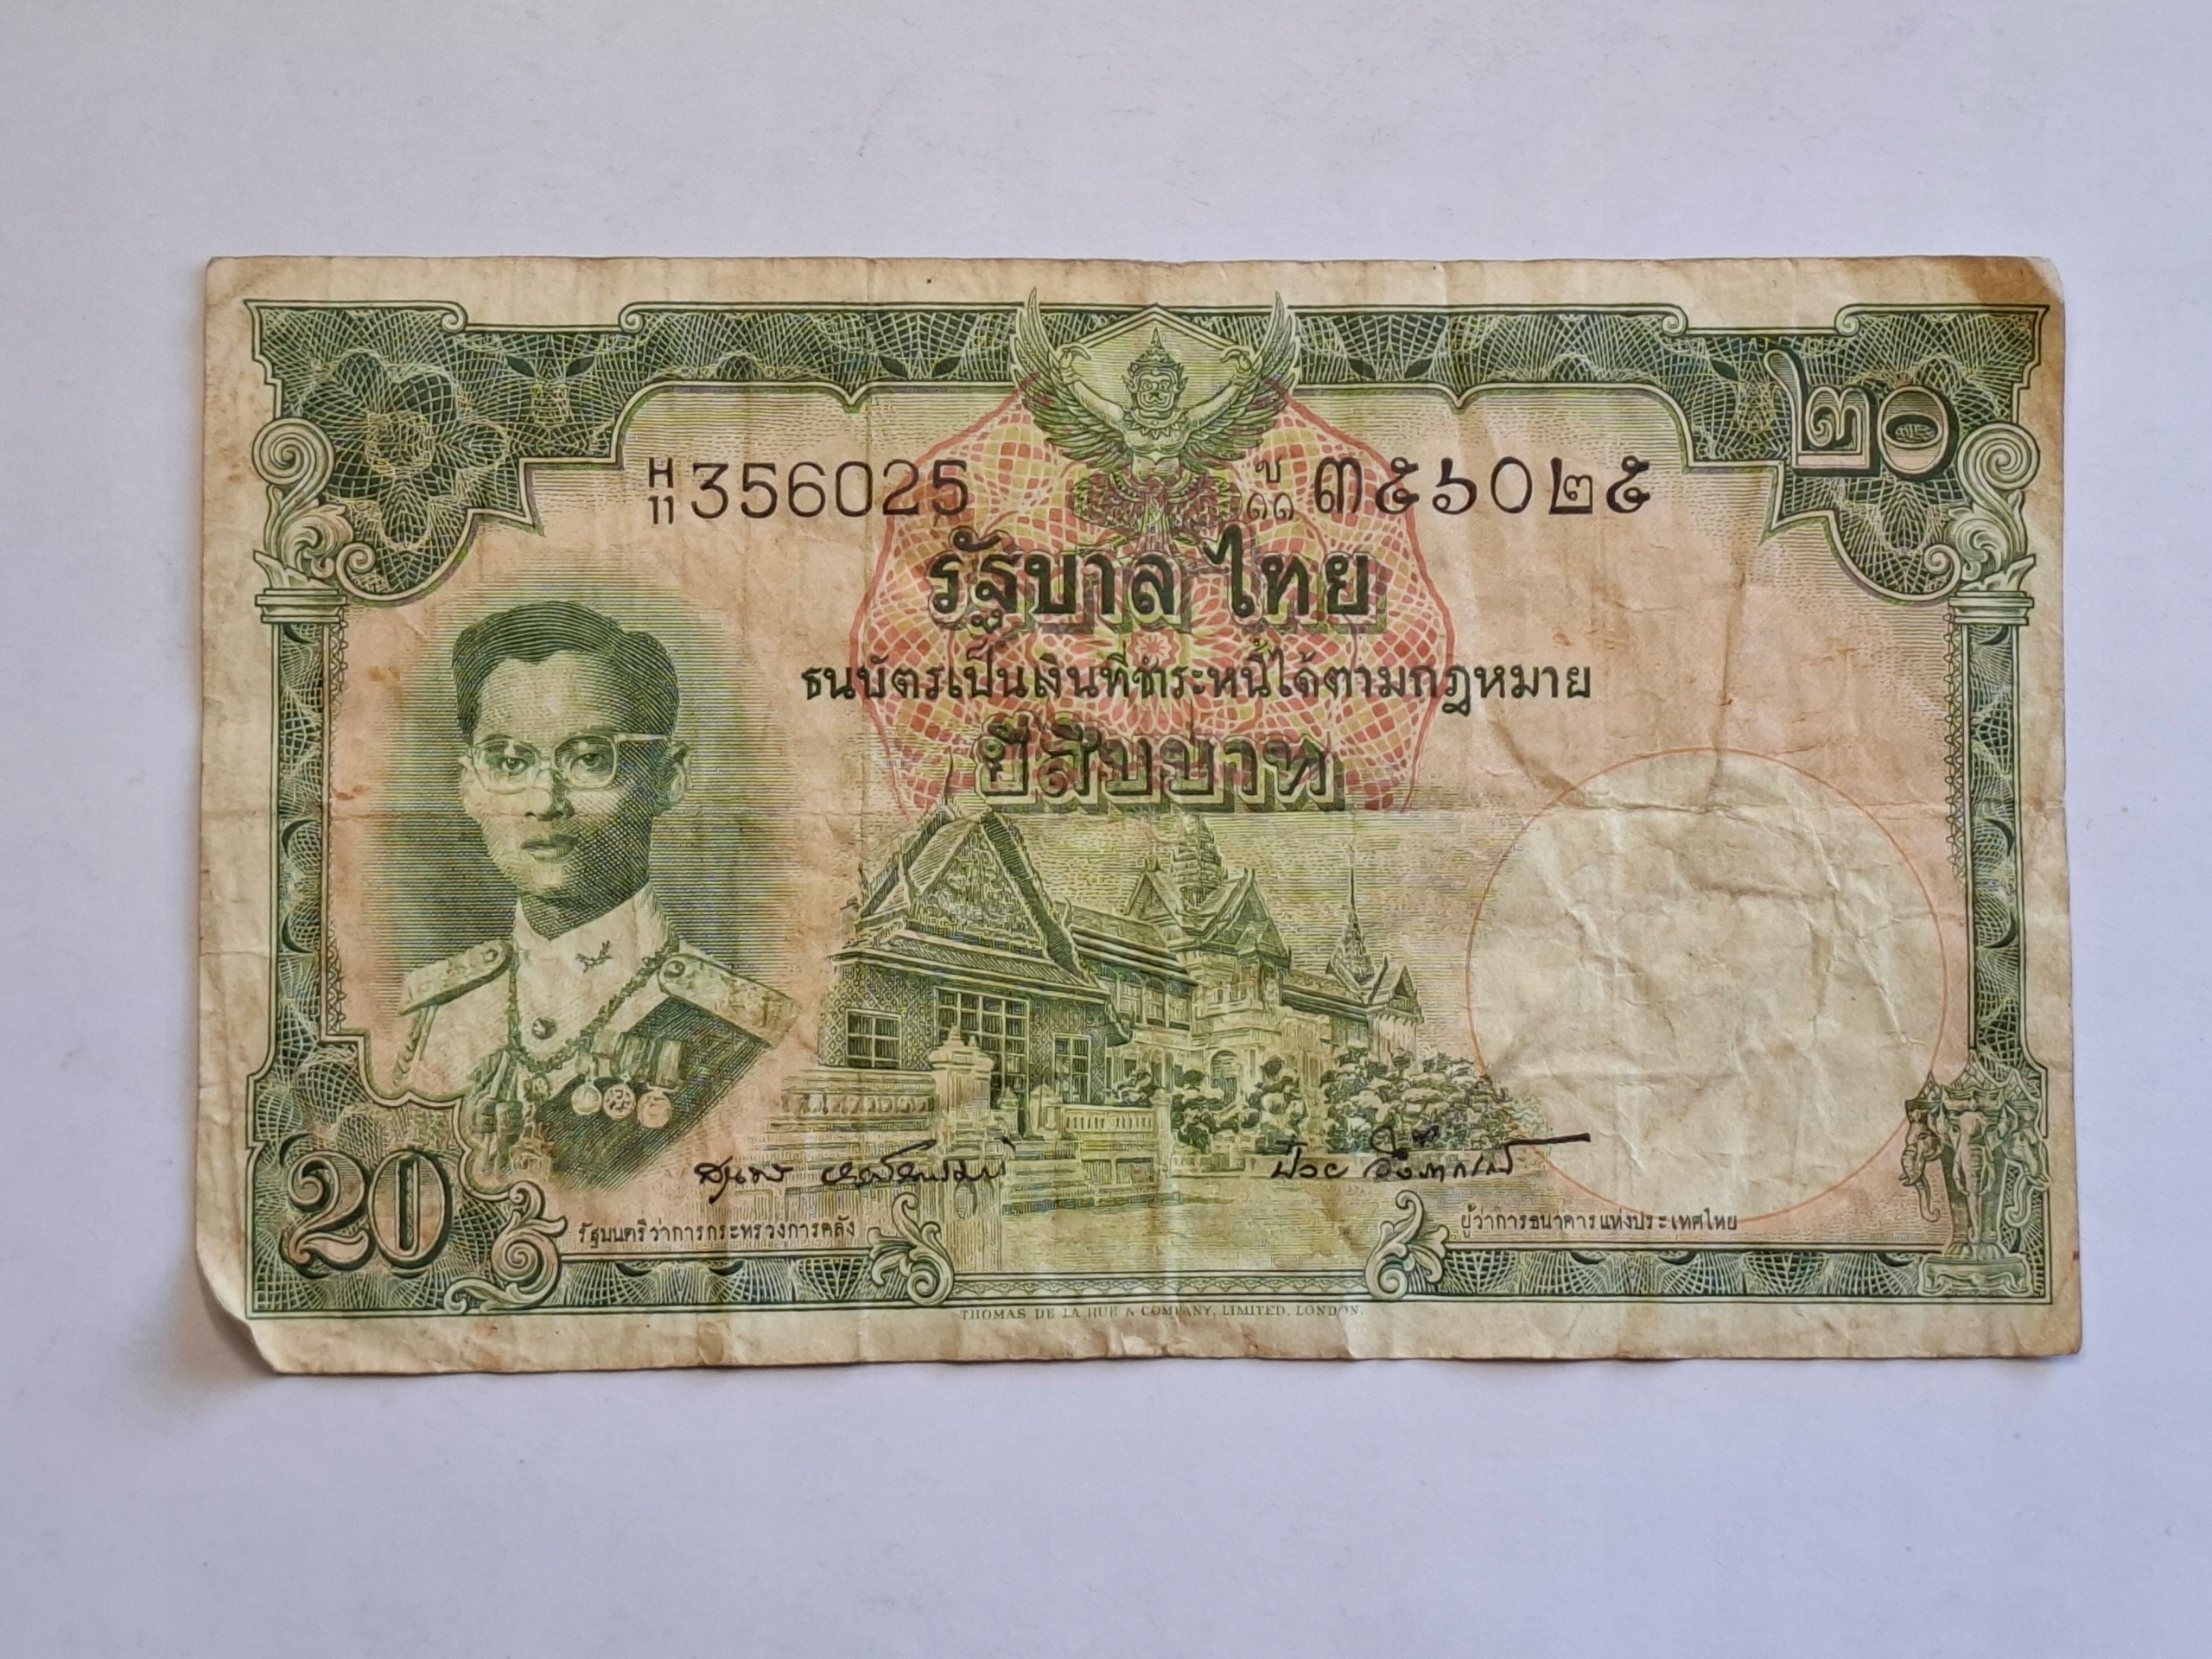 ๒๐
H/11 356025 ช/๑๑ ๓๕๖๐๒๕
รัฐบาลไทย
ธนบัตรเป็นเงินที่ชำระหนี้ได้ตามกฎหมาย
ยี่สิบบาท
20
รัฐมนตรีว่าการกระทรวงการคลัง
ผู้ว่าการธนาคารแห่งประเทศไทย
THOMAS DE LA RUE & COMPANY, LIMITED, LONDON.